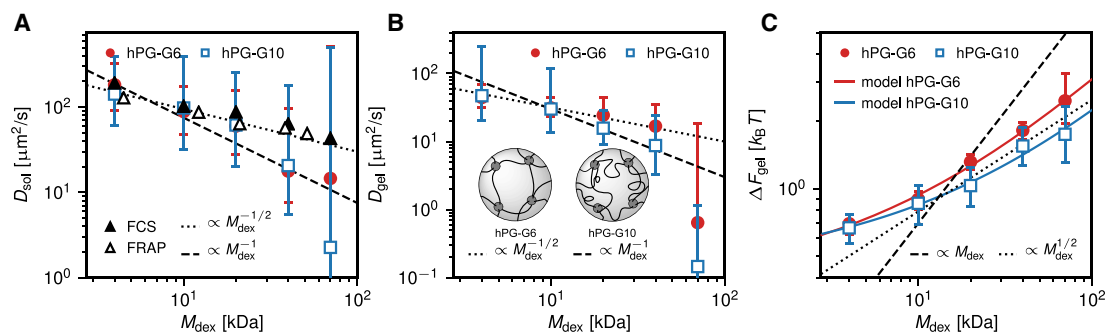 A
hPG-G6
hPG-G10
D_sol [μm²/s]
10²
10¹
10⁰
FCS
FRAP
∝ M_dex^{-1/2}
∝ M_dex^{-1}
10¹
10²
M_dex [kDa]
B
hPG-G6
hPG-G10
D_gel [μm²/s]
10²
10¹
10⁰
10⁻¹
hPG-G6
hPG-G10
∝ M_dex^{-1/2}
∝ M_dex^{-1}
10¹
10²
M_dex [kDa]
C
hPG-G6
hPG-G10
model hPG-G6
model hPG-G10
ΔF_gel [k_B T]
10⁰
∝ M_dex
∝ M_dex^{1/2}
10¹
10²
M_dex [kDa]